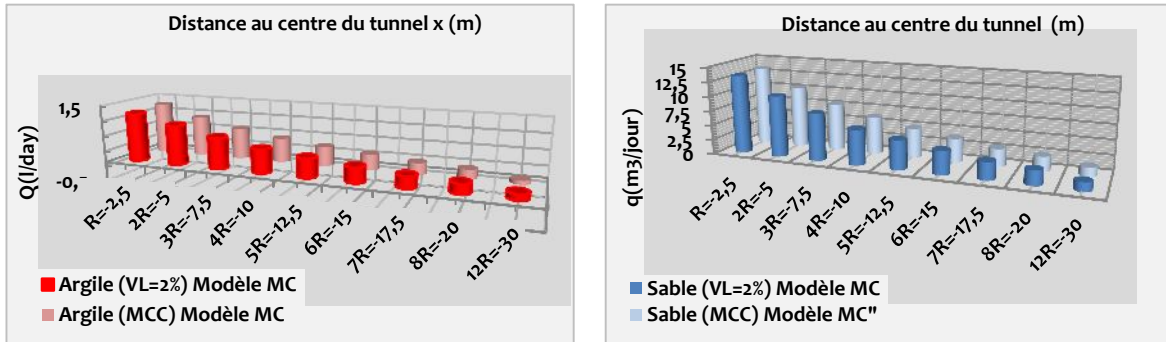 Distance au centre du tunnel x (m)
1,5
Q(l/day)
R=-2,5
2R=-5
3R=-7,5
4R=-10
5R=-12,5
6R=-15
7R=-17,5
8R=-20
12R=-30
Argile (VL=2%) Modèle MC
Argile (MCC) Modèle MC
Distance au centre du tunnel (m)
15
12,5
10
7,5
5
2,5
0
q(m3/jour)
R=-2,5
2R=-5
3R=-7,5
4R=-10
5R=-12,5
6R=-15
7R=-17,5
8R=-20
12R=-30
Sable (VL=2%) Modèle MC
Sable (MCC) Modèle MC"